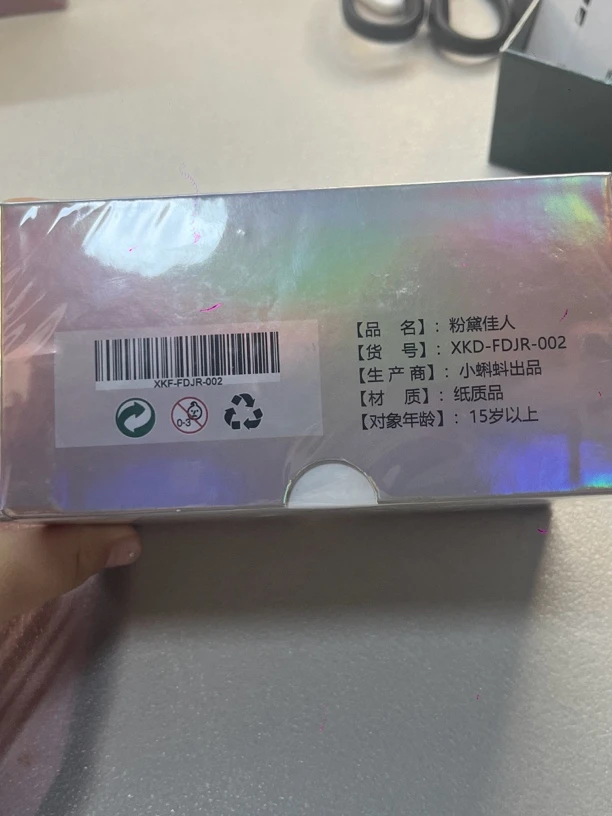 【品 名】：粉黛佳人
【货 号】：XKD-FDJR-002
【生产商】：小蝌蚪出品
【材 质】：纸质品
【对象年龄】：15岁以上
XKF-FDJR-002
0-3